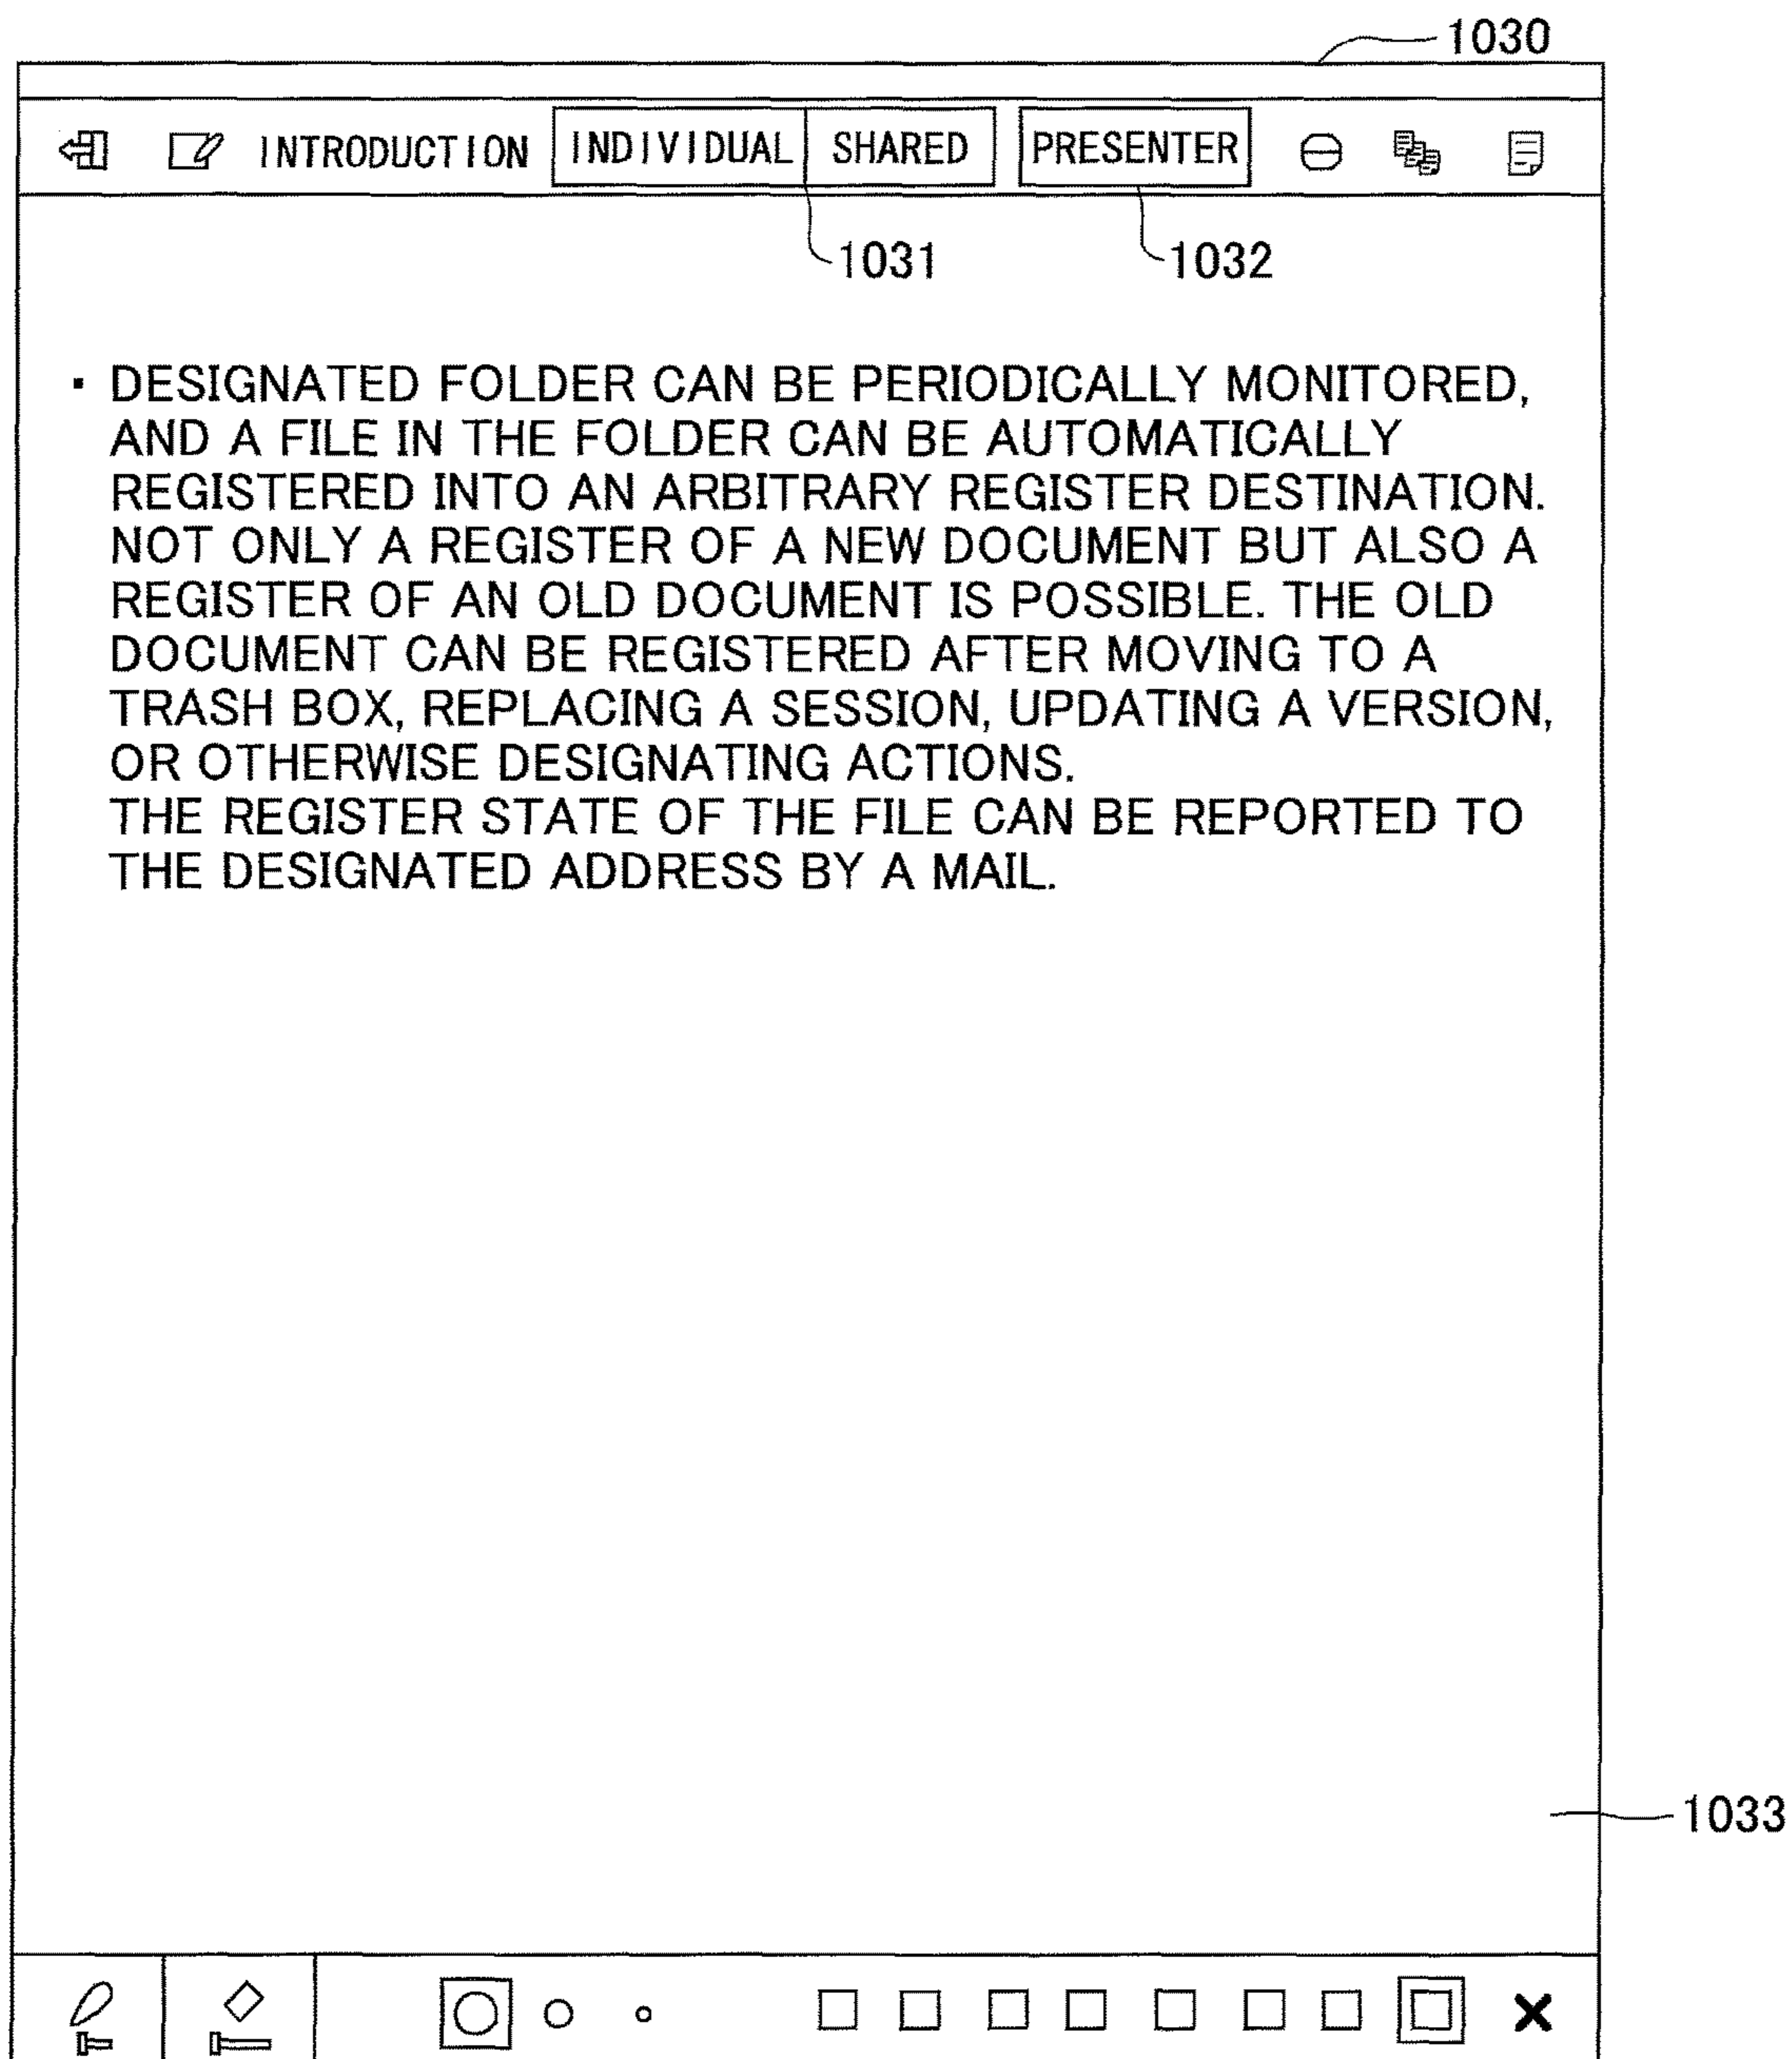 1030
INTRODUCTION INDIVIDUAL SHARED PRESENTER
1031 1032
· DESIGNATED FOLDER CAN BE PERIODICALLY MONITORED,
AND A FILE IN THE FOLDER CAN BE AUTOMATICALLY
REGISTERED INTO AN ARBITRARY REGISTER DESTINATION.
NOT ONLY A REGISTER OF A NEW DOCUMENT BUT ALSO A
REGISTER OF AN OLD DOCUMENT IS POSSIBLE. THE OLD
DOCUMENT CAN BE REGISTERED AFTER MOVING TO A
TRASH BOX, REPLACING A SESSION, UPDATING A VERSION,
OR OTHERWISE DESIGNATING ACTIONS.
THE REGISTER STATE OF THE FILE CAN BE REPORTED TO
THE DESIGNATED ADDRESS BY A MAIL.
1033